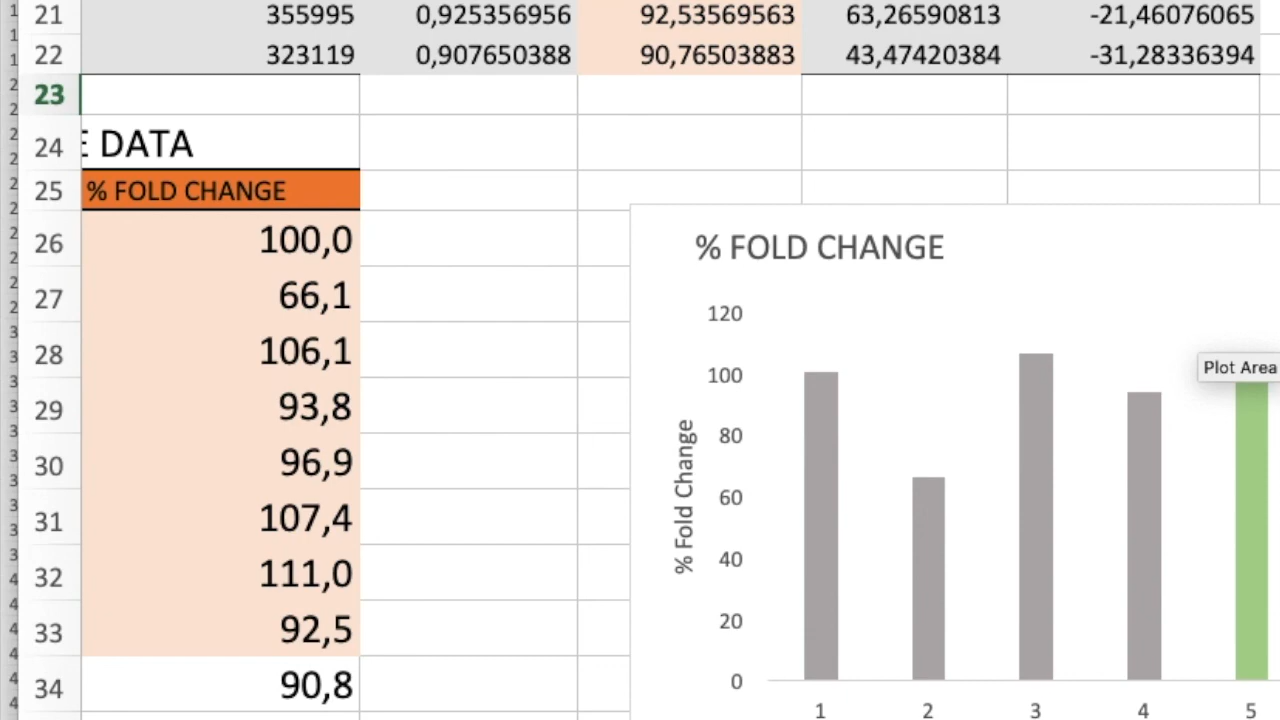 21 355995 0,925356956 92,53569563 63,26590813 -21,46076065
22 323119 0,907650388 90,76503883 43,47420384 -31,28336394
23
24 DATA
25 % FOLD CHANGE
26 100,0
27 66,1
28 106,1
29 93,8
30 96,9
31 107,4
32 111,0
33 92,5
34 90,8
% FOLD CHANGE
120
100
80
60
40
20
0
% Fold Change
Plot Area
1 2 3 4 5